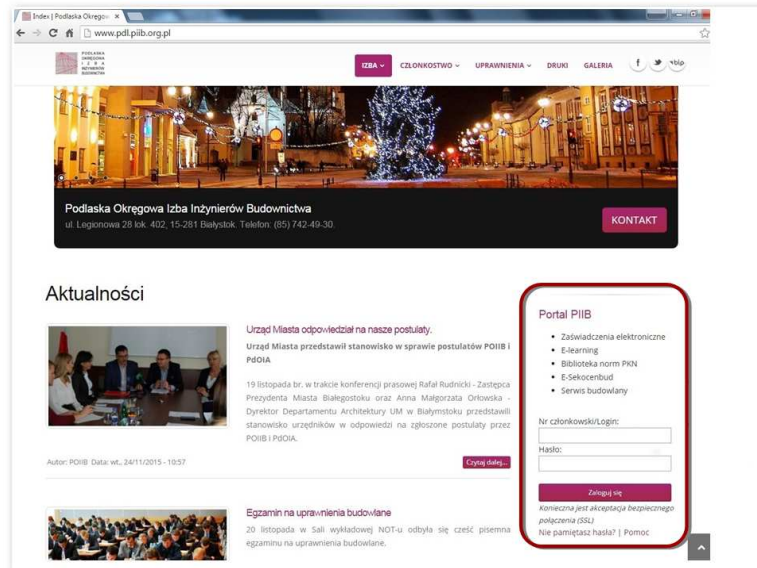 Index | Podlaska Okręgow
www.pdl.piib.org.pl
PODLASKA
OKRĘGOWA
I Z B A
INŻYNIERÓW
BUDOWNICTWA
IZBA CZŁONKOSTWO UPRAWNIENIA DRUKI GALERIA f bip
Podlaska Okręgowa Izba Inżynierów Budownictwa
ul. Legionowa 28 lok. 402, 15-281 Białystok. Telefon: (85) 742-49-30.
KONTAKT
Aktualności
Urząd Miasta odpowiedział na nasze postulaty.
Urząd Miasta przedstawił stanowisko w sprawie postulatów POIIB i
PdOIA
19 listopada br. w trakcie konferencji prasowej Rafał Rudnicki - Zastępca
Prezydenta Miasta Białegostoku oraz Anna Małgorzata Orłowska -
Dyrektor Departamentu Architektury UM w Białymstoku przedstawili
stanowisko urzędników w odpowiedzi na zgłoszone postulaty przez
POIIB i PdOIA.
Autor: POIIB Data: wt., 24/11/2015 - 10:57
Czytaj dalej...
Egzamin na uprawnienia budowlane
20 listopada w Sali wykładowej NOT-u odbyła się cześć pisemna
egzaminu na uprawnienia budowlane.
Portal PIIB
• Zaświadczenia elektroniczne
• E-learning
• Biblioteka norm PKN
• E-Sekocenbud
• Serwis budowlany
Nr członkowski/Login:
Hasło:
Zaloguj się
Konieczna jest akceptacja bezpiecznego
połączenia (SSL)
Nie pamiętasz hasła? | Pomoc